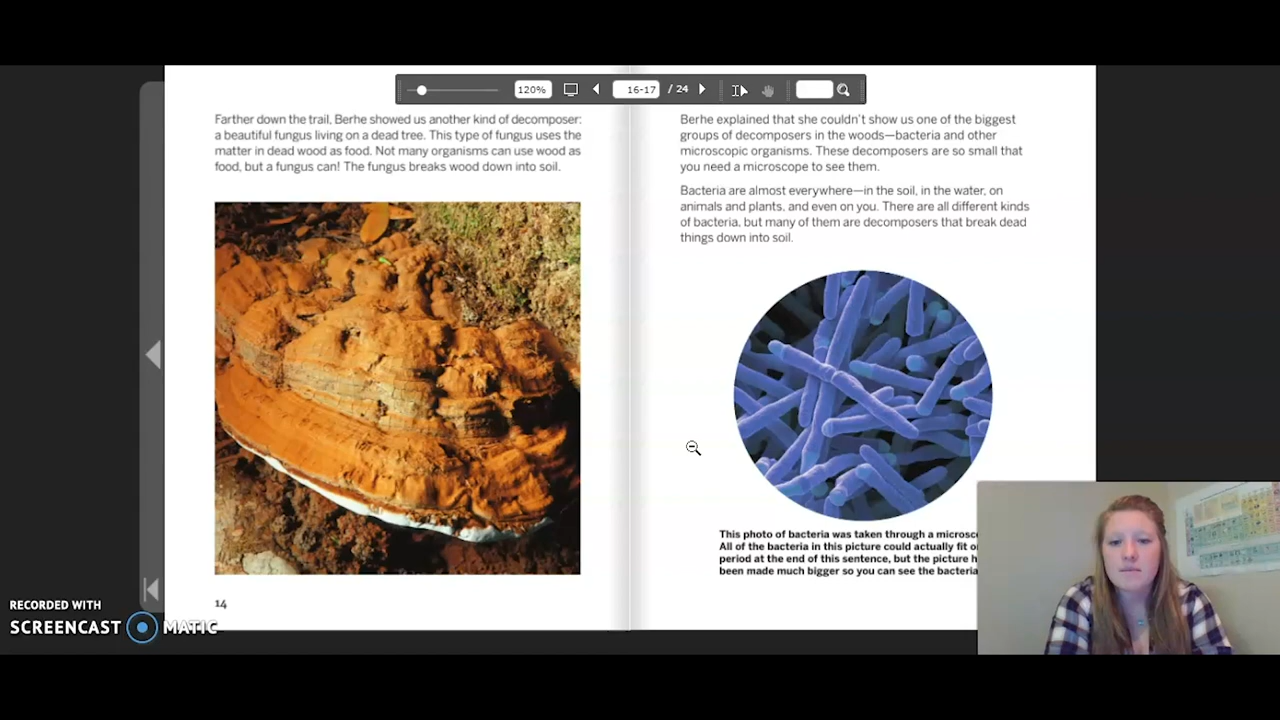 120%
16-17 / 24
Farther down the trail, Berhe showed us another kind of decomposer:
a beautiful fungus living on a dead tree. This type of fungus uses the
matter in dead wood as food. Not many organisms can use wood as
food, but a fungus can! The fungus breaks wood down into soil.
14
Berhe explained that she couldn't show us one of the biggest
groups of decomposers in the woods—bacteria and other
microscopic organisms. These decomposers are so small that
you need a microscope to see them.
Bacteria are almost everywhere—in the soil, in the water, on
animals and plants, and even on you. There are all different kinds
of bacteria, but many of them are decomposers that break dead
things down into soil.
This photo of bacteria was taken through a
All of the bacteria in this picture could actually fit
period at the end of this sentence, but the picture
been made much bigger so you can see the bacteria
RECORDED WITH
SCREENCAST MATIC